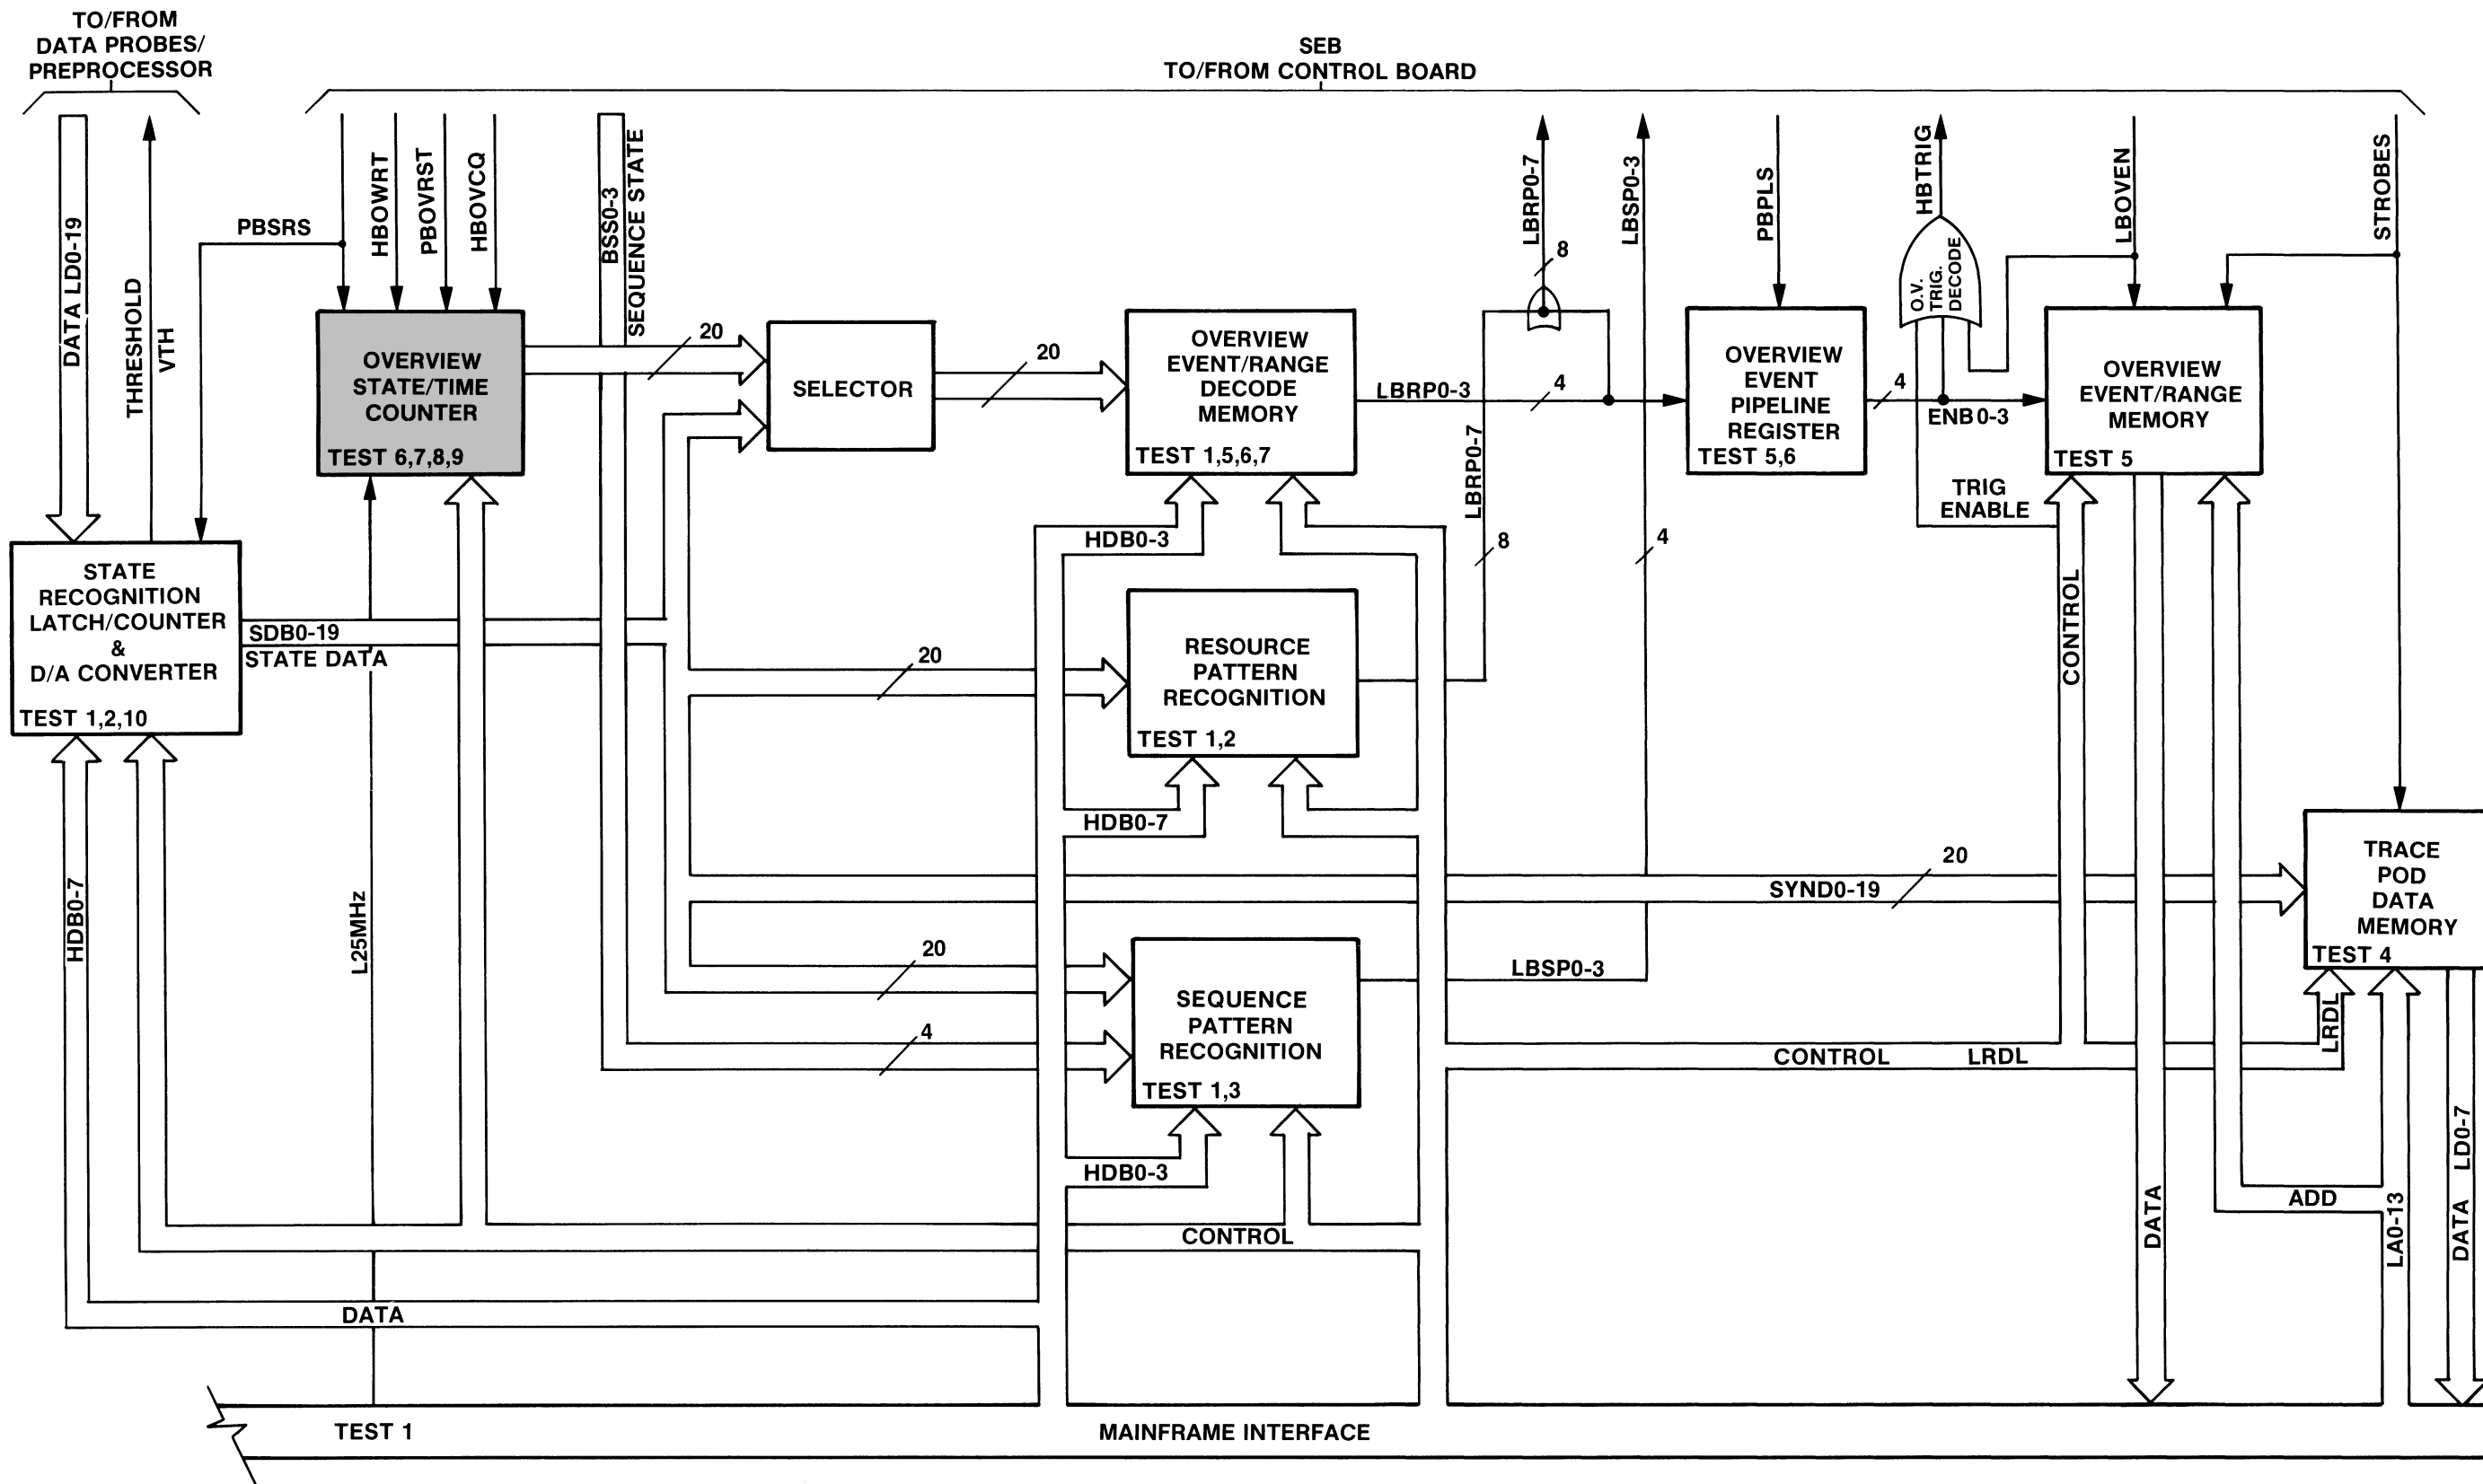 TO/FROM
DATA PROBES/
PREPROCESSOR
SEB
TO/FROM CONTROL BOARD
DATA LD0-19
THRESHOLD
VTH
PBSRS
HBOWRT
PBOVRST
HBOVCQ
BSS0-3
SEQUENCE STATE
LBRP0-7
8
LBSP0-3
PBPLS
HBTRIG
O.V.
TRIG.
DECODE
LBOVEN
STROBES
OVERVIEW
STATE/TIME
COUNTER
TEST 6,7,8,9
20
SELECTOR
20
OVERVIEW
EVENT/RANGE
DECODE
MEMORY
TEST 1,5,6,7
LBRP0-3
4
LBRP0-7
8
4
OVERVIEW
EVENT
PIPELINE
REGISTER
TEST 5,6
4
ENB0-3
OVERVIEW
EVENT/RANGE
MEMORY
TEST 5
TRIG
ENABLE
STATE
RECOGNITION
LATCH/COUNTER
&
D/A CONVERTER
TEST 1,2,10
SDB0-19
STATE DATA
HDB0-3
20
RESOURCE
PATTERN
RECOGNITION
TEST 1,2
HDB0-7
CONTROL
HDB0-7
L25MHz
20
SYND0-19
TRACE
POD
DATA
MEMORY
TEST 4
20
4
SEQUENCE
PATTERN
RECOGNITION
TEST 1,3
LBSP0-3
CONTROL
LRDL
LRDL
HDB0-3
CONTROL
DATA
ADD
LA0-13
DATA LD0-7
DATA
TEST 1
MAINFRAME INTERFACE